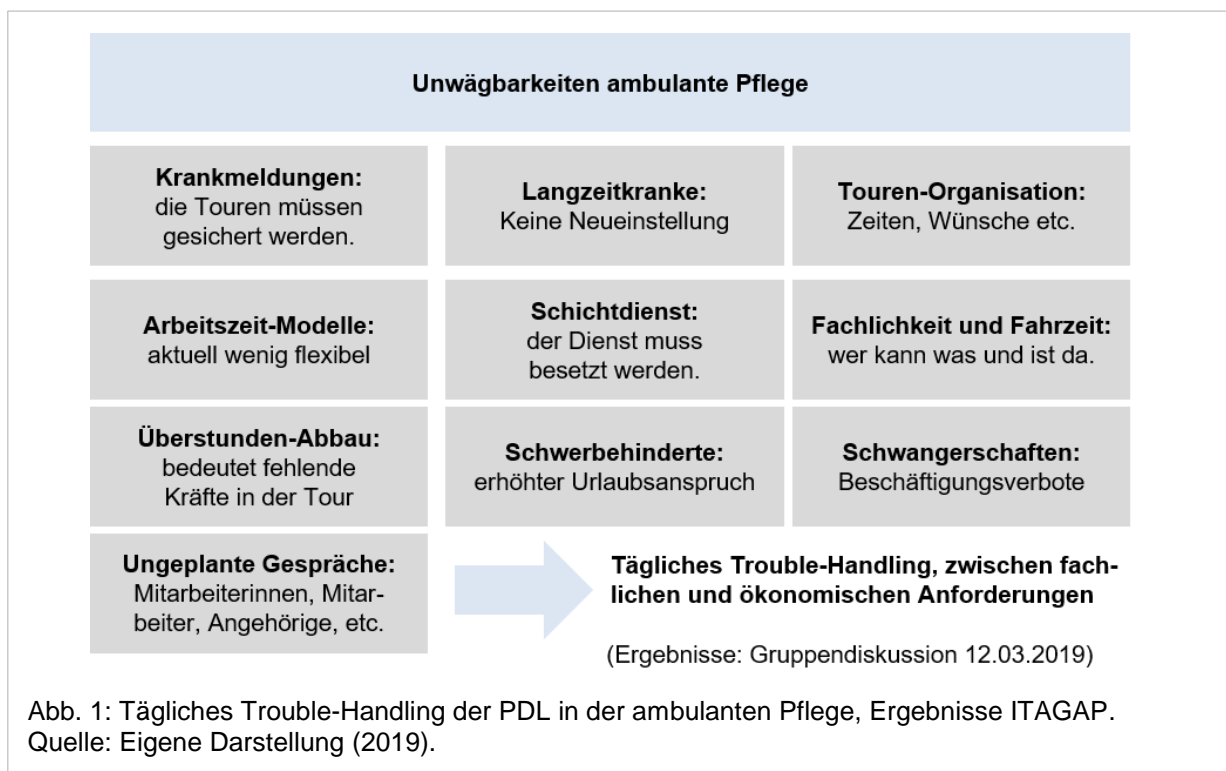 Unwägbarkeiten ambulante Pflege
Krankmeldungen:
die Touren müssen
gesichert werden.
Langzeitkranke:
Keine Neueinstellung
Touren-Organisation:
Zeiten, Wünsche etc.
Arbeitszeit-Modelle:
aktuell wenig flexibel
Schichtdienst:
der Dienst muss
besetzt werden.
Fachlichkeit und Fahrzeit:
wer kann was und ist da.
Überstunden-Abbau:
bedeutet fehlende
Kräfte in der Tour
Schwerbehinderte:
erhöhter Urlaubsanspruch
Schwangerschaften:
Beschäftigungsverbote
Ungeplante Gespräche:
Mitarbeiterinnen, Mitar-
beiter, Angehörige, etc.
Tägliches Trouble-Handling, zwischen fach-
lichen und ökonomischen Anforderungen
(Ergebnisse: Gruppendiskussion 12.03.2019)
Abb. 1: Tägliches Trouble-Handling der PDL in der ambulanten Pflege, Ergebnisse ITAGAP.
Quelle: Eigene Darstellung (2019).